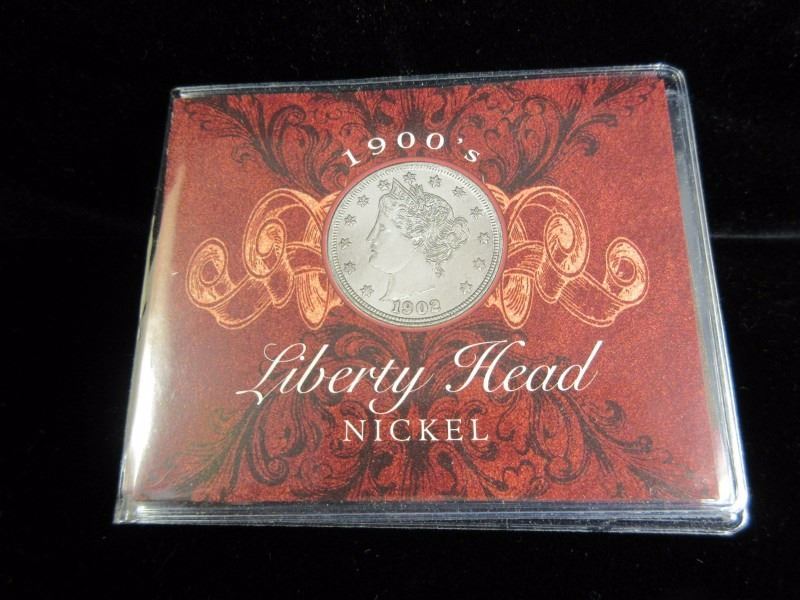 1900's
1902
Liberty Head
NICKEL